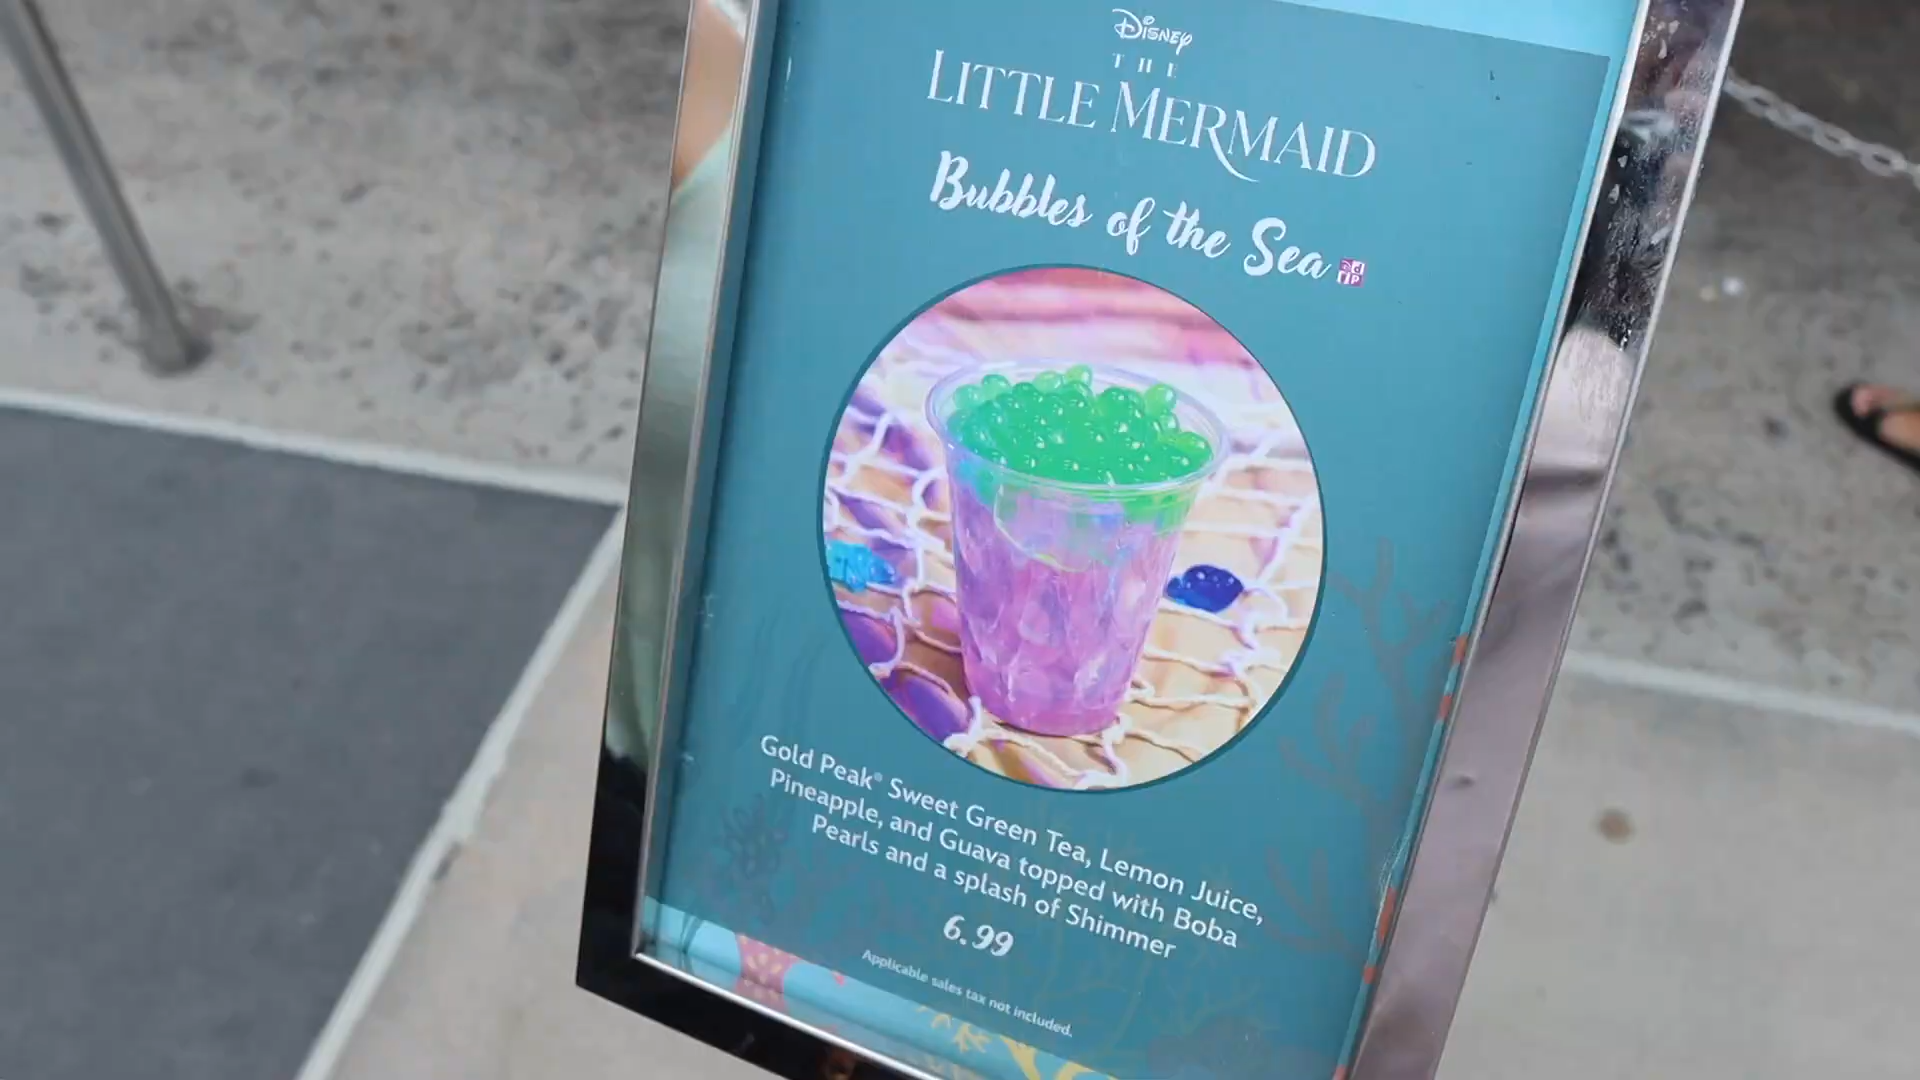 Disney
THE
LITTLE MERMAID
Bubbles of the Sea
Gold Peak® Sweet Green Tea, Lemon Juice,
Pineapple, and Guava topped with Boba
Pearls and a splash of Shimmer
6.99
Applicable sales tax not included.